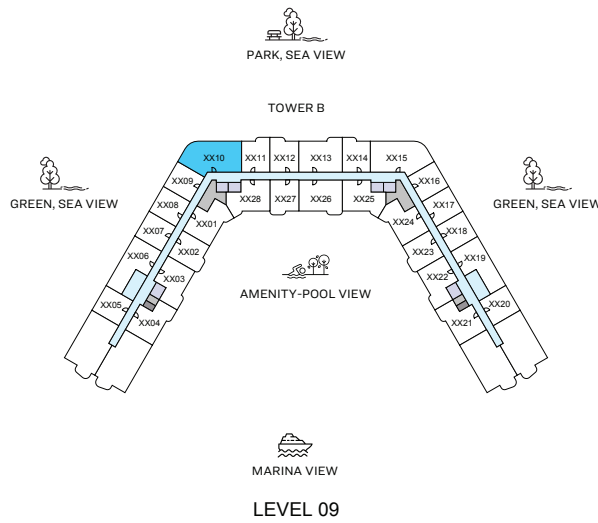 PARK, SEA VIEW
TOWER B
XX10
XX11
XX12
XX13
XX14
XX15
XX09
XX16
XX08
XX28
XX27
XX26
XX25
XX17
GREEN, SEA VIEW
GREEN, SEA VIEW
XX01
XX24
XX07
XX18
XX02
XX23
XX06
XX19
XX03
XX22
AMENITY-POOL VIEW
XX05
XX20
XX04
XX21
MARINA VIEW
LEVEL 09